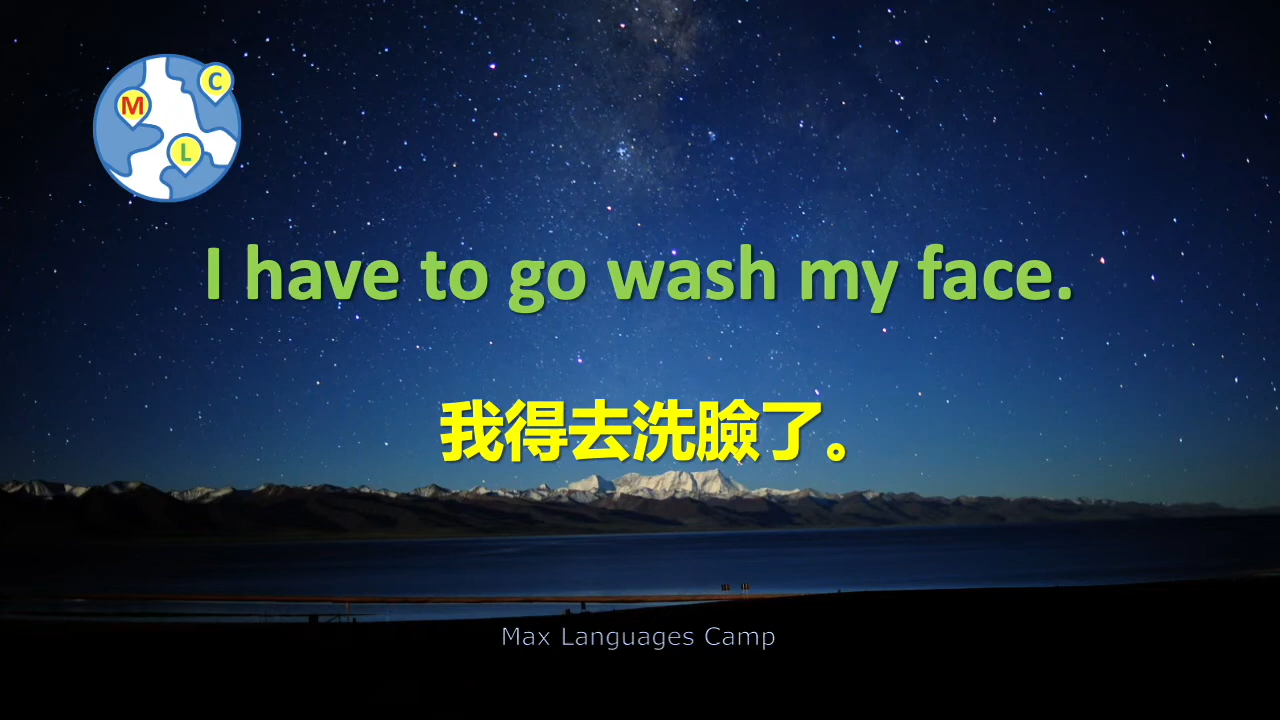 M
C
L
I have to go wash my face.
我得去洗臉了。
Max Languages Camp